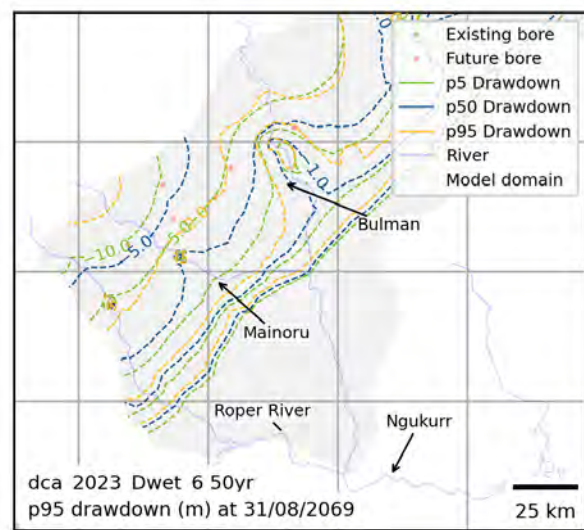 Existing bore
Future bore
p5 Drawdown
p50 Drawdown
p95 Drawdown
River
Model domain
1.0
Bulman
5.0
-10.0
5.0
Mainoru
Roper River
Ngukurr
dca 2023 Dwet 6 50yr
p95 drawdown (m) at 31/08/2069
25 km